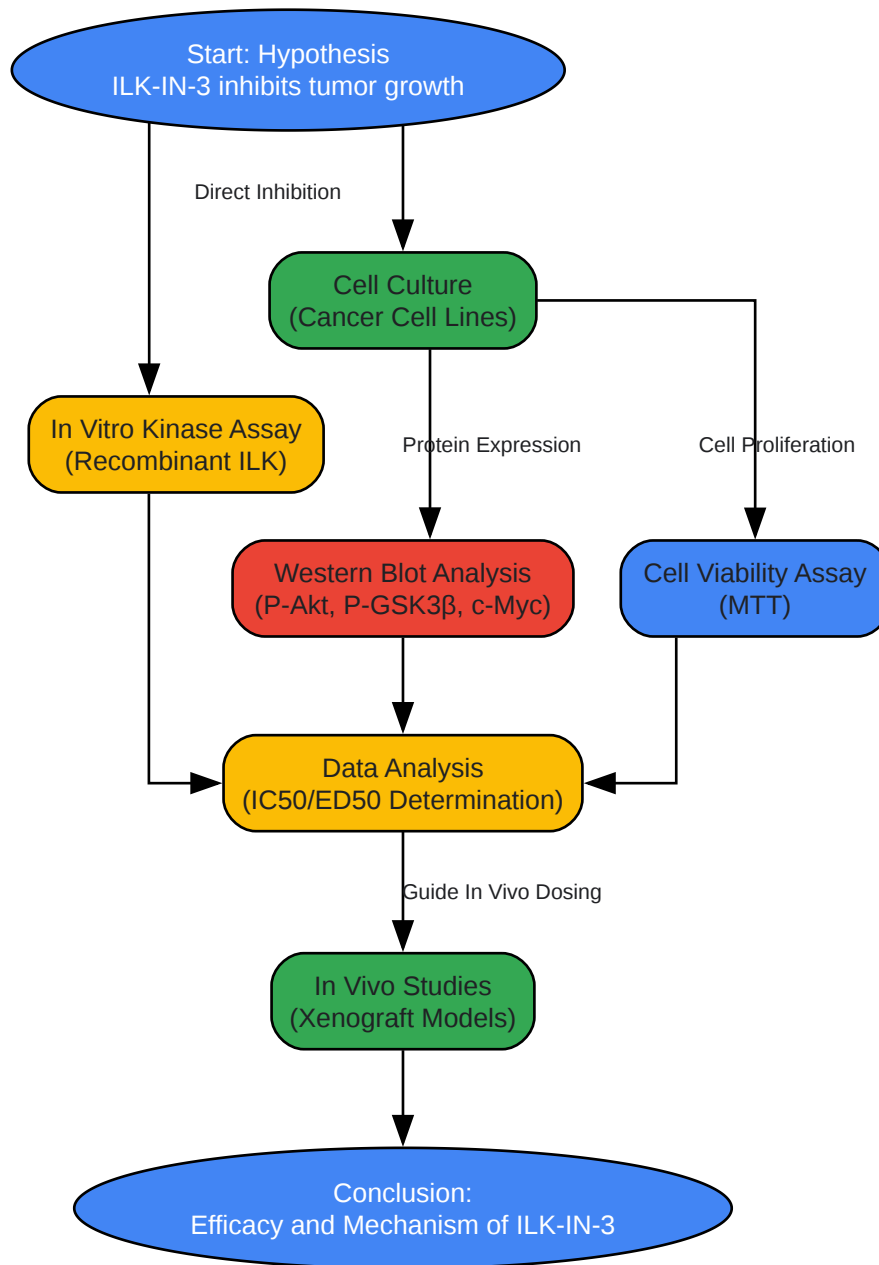 Start: Hypothesis
ILK-IN-3 inhibits tumor growth
Direct Inhibition
Cell Culture
(Cancer Cell Lines)
In Vitro Kinase Assay
(Recombinant ILK)
Protein Expression
Cell Proliferation
Western Blot Analysis
(P-Akt, P-GSK3β, c-Myc)
Cell Viability Assay
(MTT)
Data Analysis
(IC50/ED50 Determination)
Guide In Vivo Dosing
In Vivo Studies
(Xenograft Models)
Conclusion:
Efficacy and Mechanism of ILK-IN-3